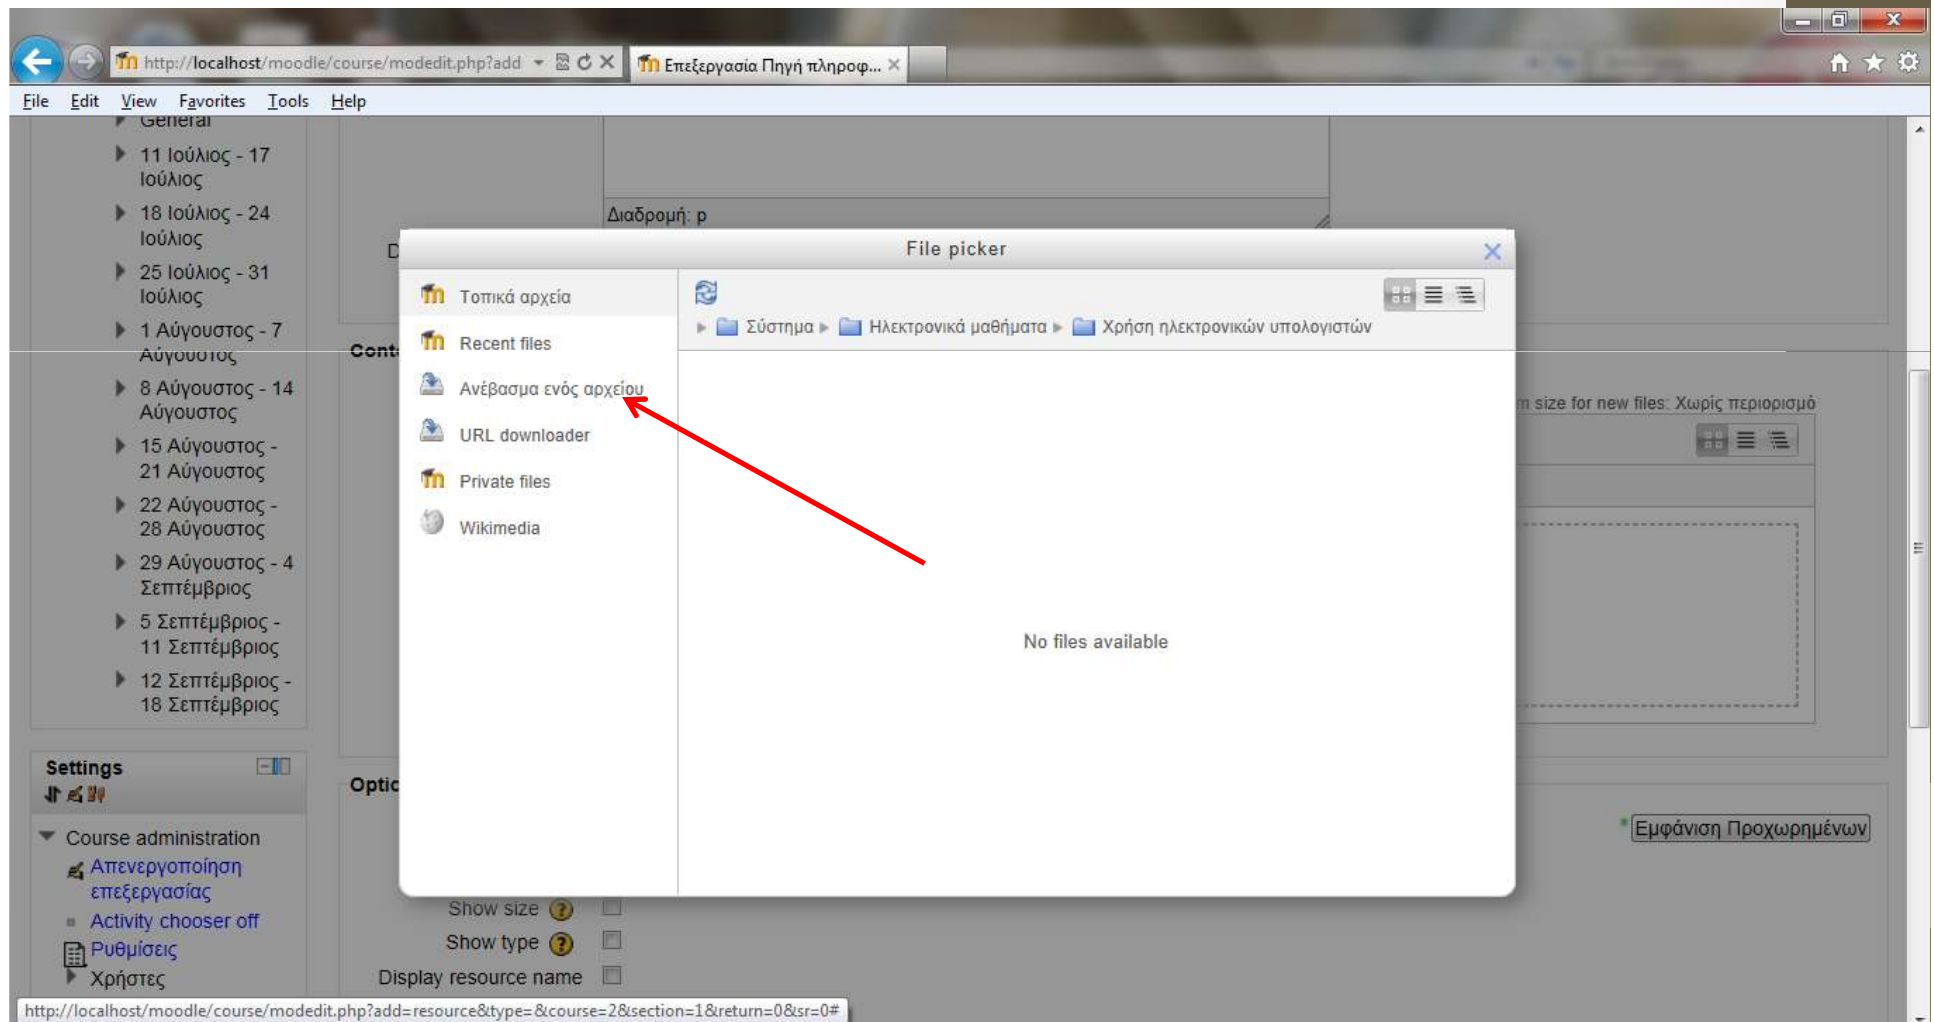 http://localhost/moodle/course/modedit.php?add
Επεξεργασία Πηγή πληροφ...
File Edit View Favorites Tools Help
General
11 Ιούλιος - 17
Ιούλιος
18 Ιούλιος - 24
Ιούλιος
25 Ιούλιος - 31
Ιούλιος
1 Αύγουστος - 7
Αύγουστος
8 Αύγουστος - 14
Αύγουστος
15 Αύγουστος -
21 Αύγουστος
22 Αύγουστος -
28 Αύγουστος
29 Αύγουστος - 4
Σεπτέμβριος
5 Σεπτέμβριος -
11 Σεπτέμβριος
12 Σεπτέμβριος -
18 Σεπτέμβριος
Settings
Course administration
Απενεργοποίηση
επεξεργασίας
Activity chooser off
Ρυθμίσεις
Χρήστες
Διαδρομή: p
File picker
Τοπικά αρχεία
Recent files
Ανέβασμα ενός αρχείου
URL downloader
Private files
Wikimedia
Σύστημα Ηλεκτρονικά μαθήματα Χρήση ηλεκτρονικών υπολογιστών
No files available
size for new files: Χωρίς περιορισμό
Εμφάνιση Προχωρημένων
Show size
Show type
Display resource name
http://localhost/moodle/course/modedit.php?add=resource&type=&course=2&section=1&return=0&sr=0#